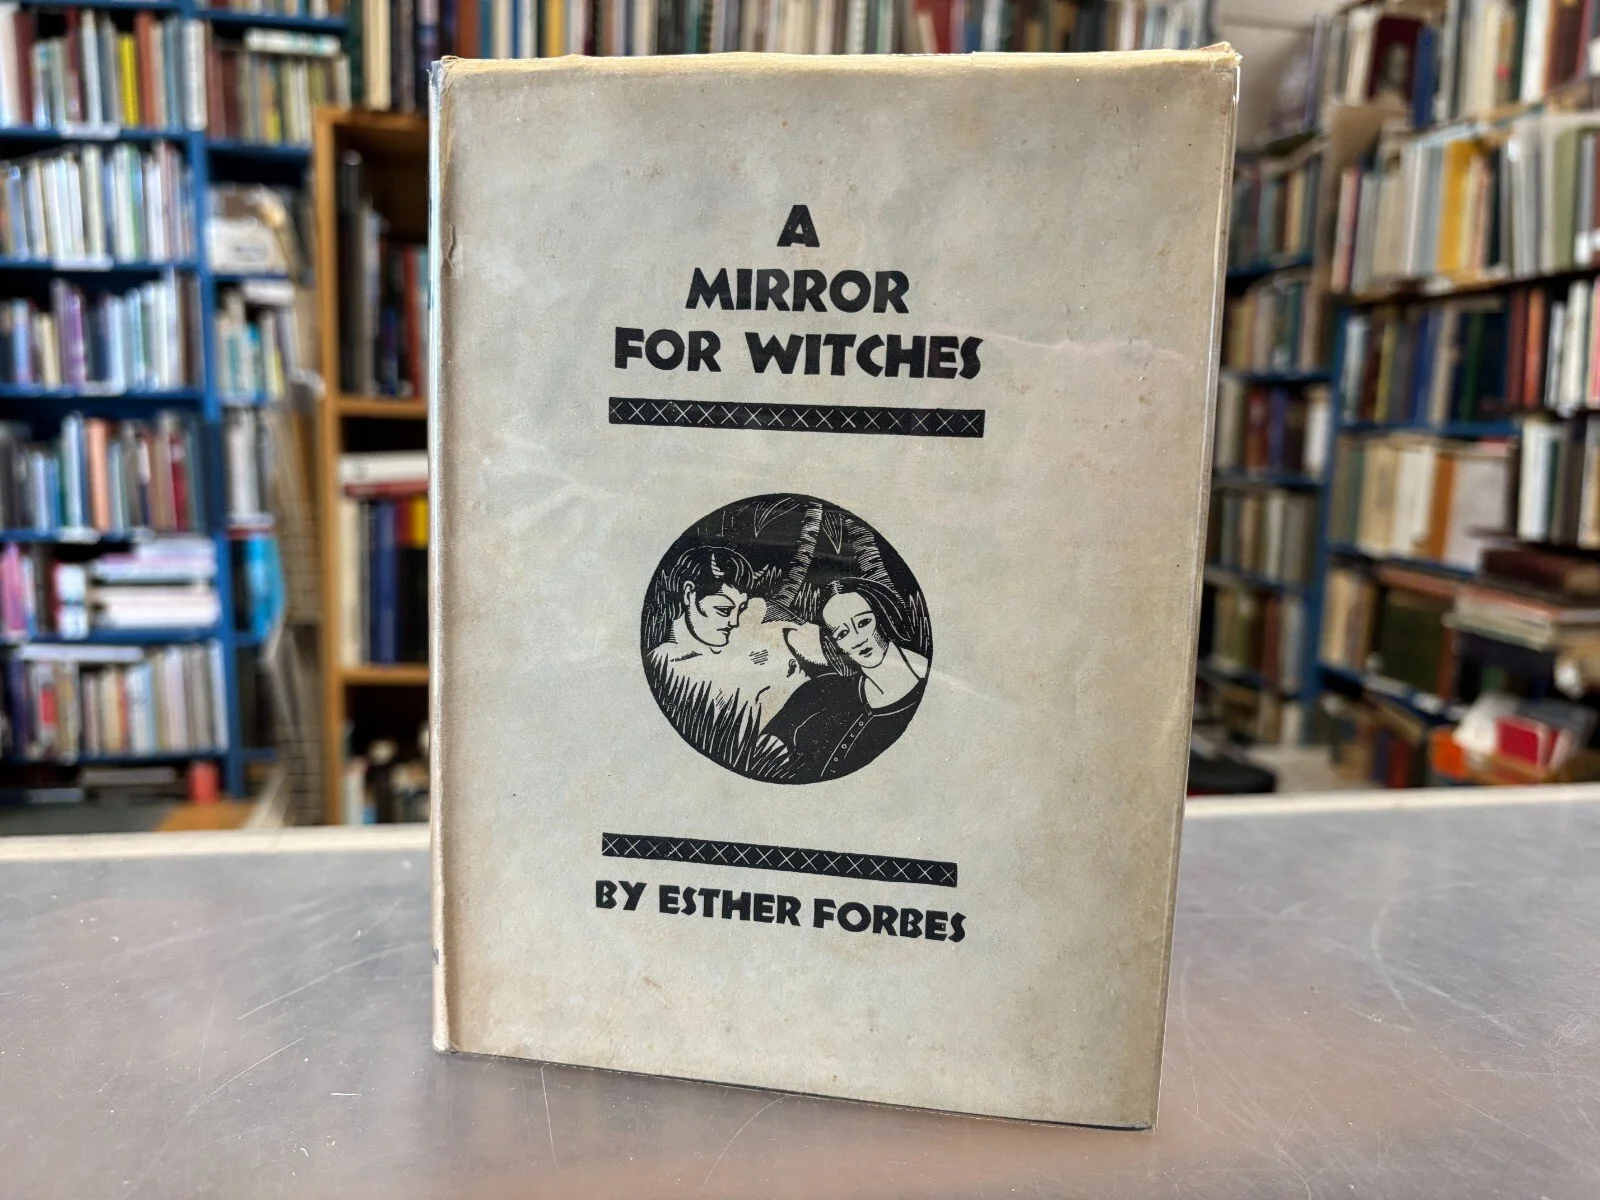 A
MIRROR
FOR WITCHES
BY ESTHER FORBES